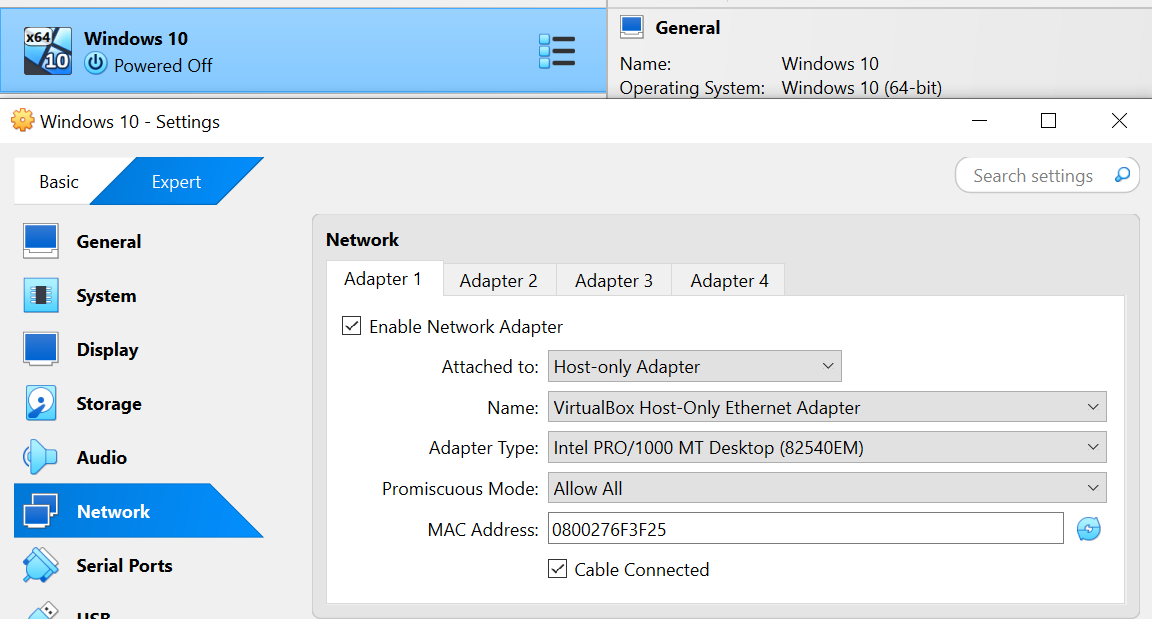 x64
10
Windows 10
Powered Off
General
Name: Windows 10
Operating System: Windows 10 (64-bit)
Windows 10 - Settings
Basic Expert
Search settings
General
System
Display
Storage
Audio
Network
Serial Ports
USB
Network
Adapter 1 Adapter 2 Adapter 3 Adapter 4
Enable Network Adapter
Attached to: Host-only Adapter
Name: VirtualBox Host-Only Ethernet Adapter
Adapter Type: Intel PRO/1000 MT Desktop (82540EM)
Promiscuous Mode: Allow All
MAC Address: 0800276F3F25
Cable Connected